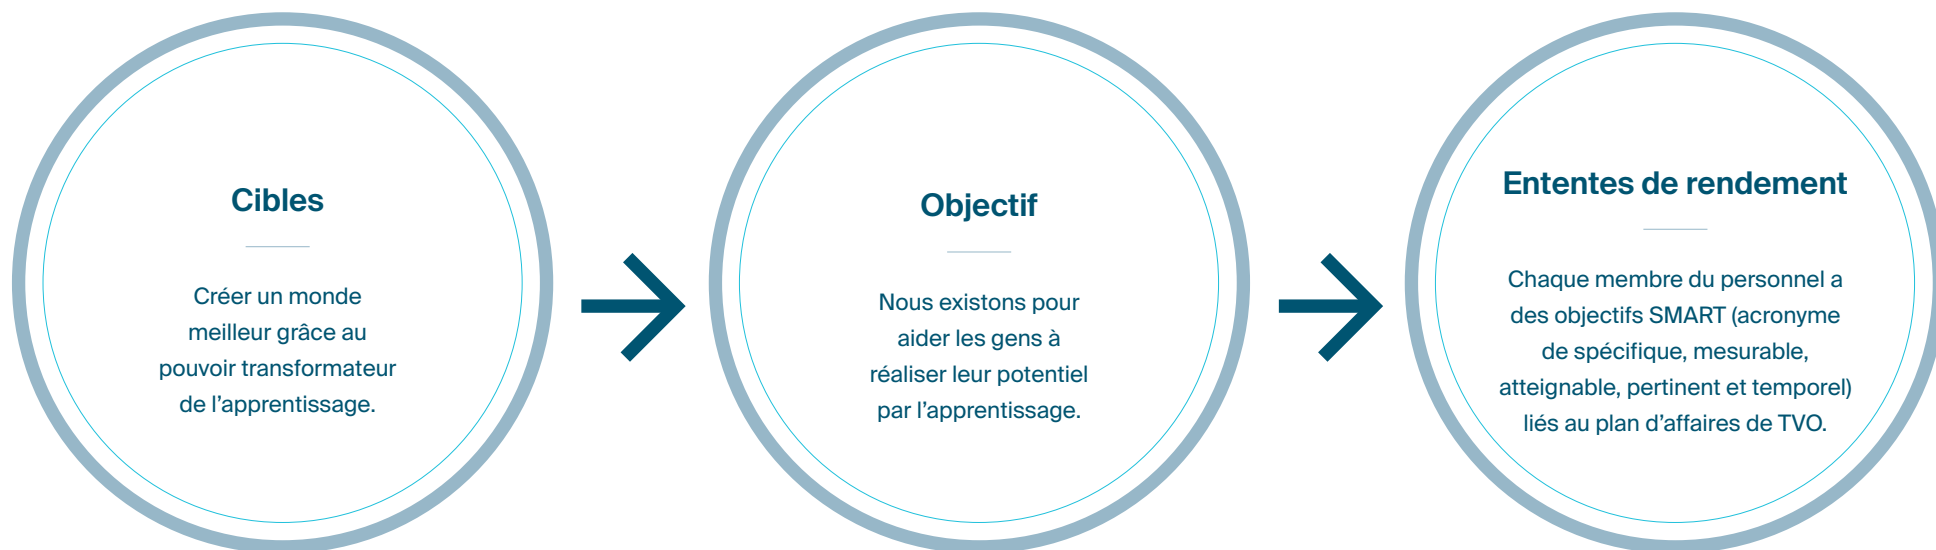 Cibles
Créer un monde
meilleur grâce au
pouvoir transformateur
de l’apprentissage.
Objectif
Nous existons pour
aider les gens à
réaliser leur potentiel
par l’apprentissage.
Ententes de rendement
Chaque membre du personnel a
des objectifs SMART (acronyme
de spécifique, mesurable,
atteignable, pertinent et temporel)
liés au plan d’affaires de TVO.